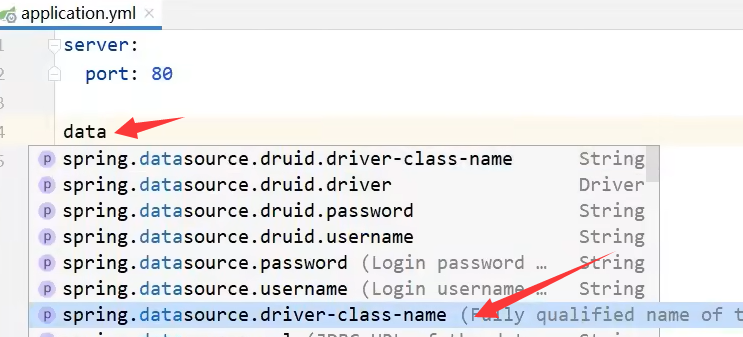 application.yml
1 server:
2 port: 80
3
4 data
5 spring.datasource.druid.driver-class-name String
spring.datasource.druid.driver Driver
spring.datasource.druid.password String
spring.datasource.druid.username String
spring.datasource.password (Login password … String
spring.datasource.username (Login username … String
spring.datasource.driver-class-name (Fully qualified name of t